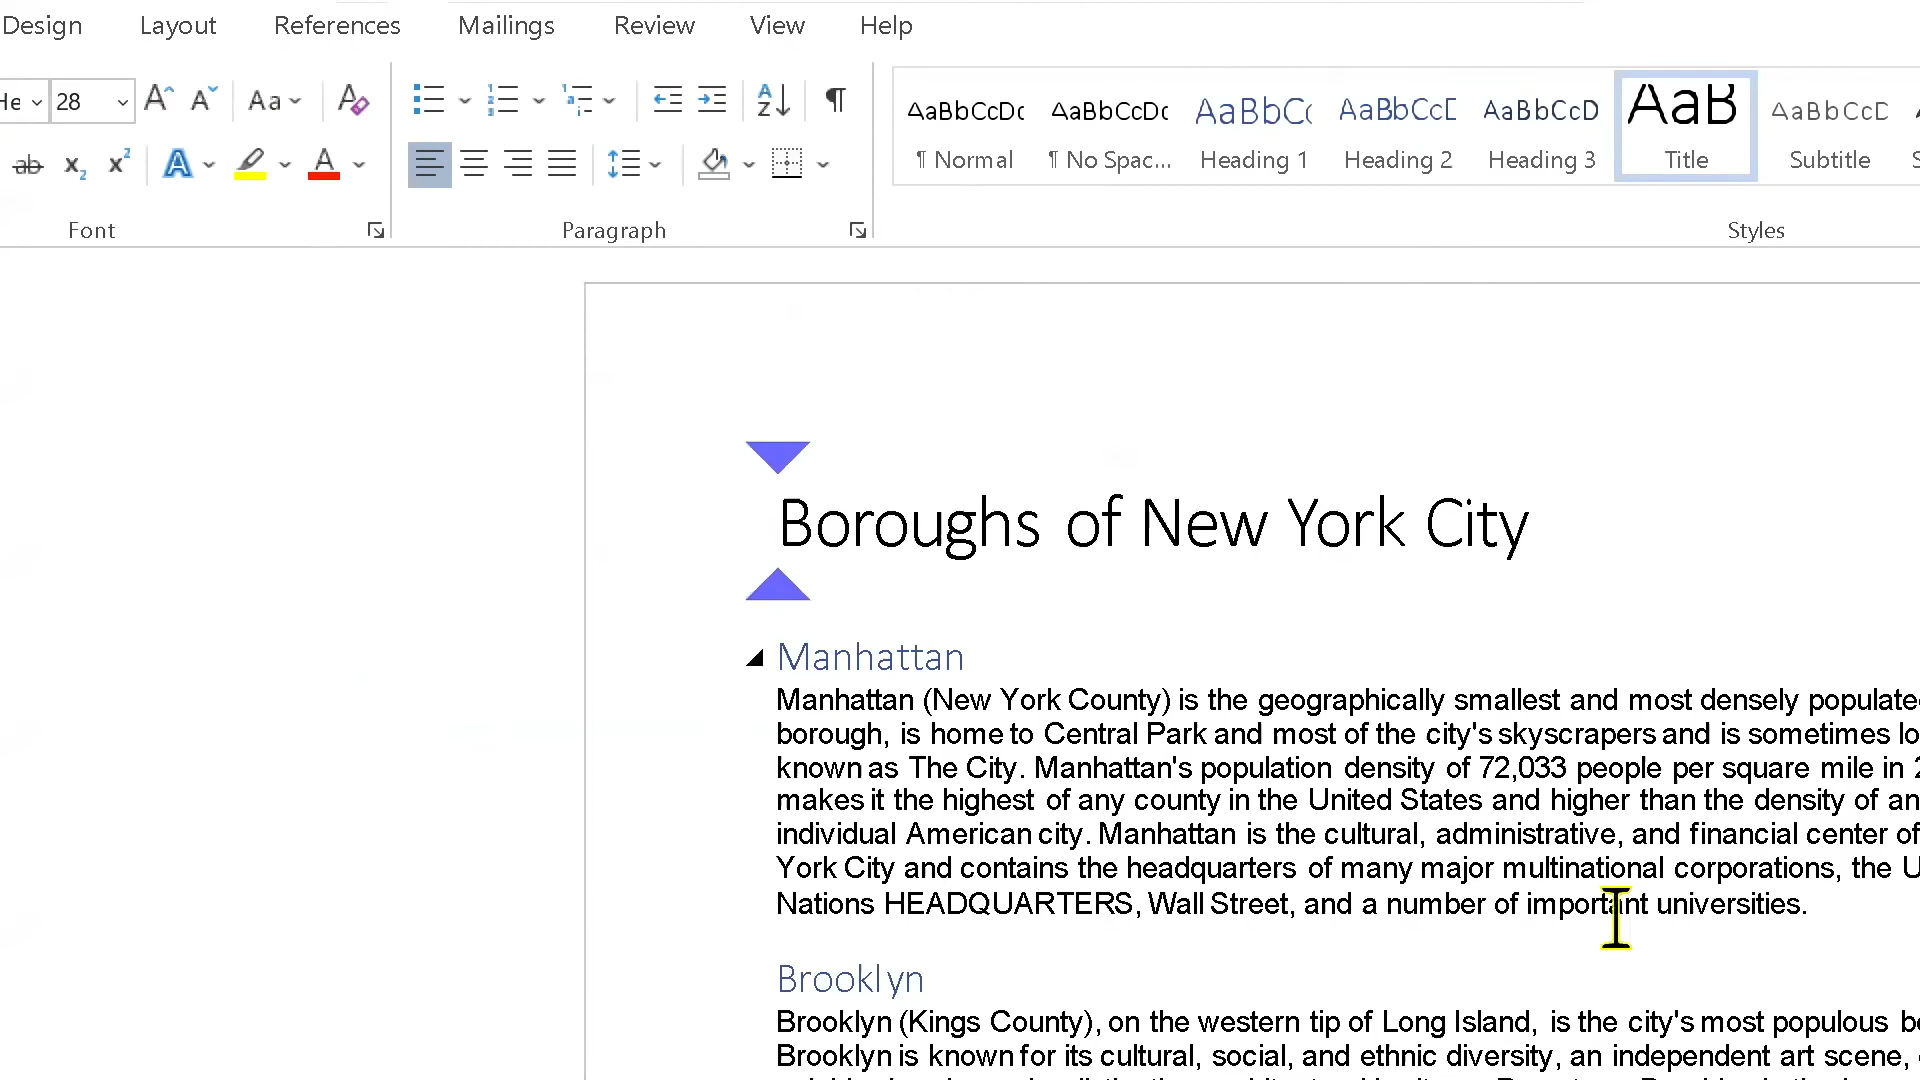 Design Layout References Mailings View Review Help
He 28 Aa
ab x2 x2 A A
Font Paragraph Styles
AaBbCcDc AaBbCcDc AaBbC AaBbCcD AaBbCcD AaB AaBbCcD
¶ Normal ¶ No Spac... Heading 1 Heading 2 Heading 3 Title Subtitle
Boroughs of New York City
Manhattan
Manhattan (New York County) is the geographically smallest and most densely populate
borough, is home to Central Park and most of the city's skyscrapers and is sometimes lo
known as The City. Manhattan's population density of 72,033 people per square mile in 2
makes it the highest of any county in the United States and higher than the density of an
individual American city. Manhattan is the cultural, administrative, and financial center of
York City and contains the headquarters of many major multinational corporations, the U
Nations HEADQUARTERS, Wall Street, and a number of important universities.
Brooklyn
Brooklyn (Kings County), on the western tip of Long Island, is the city's most populous bo
Brooklyn is known for its cultural, social, and ethnic diversity, an independent art scene,